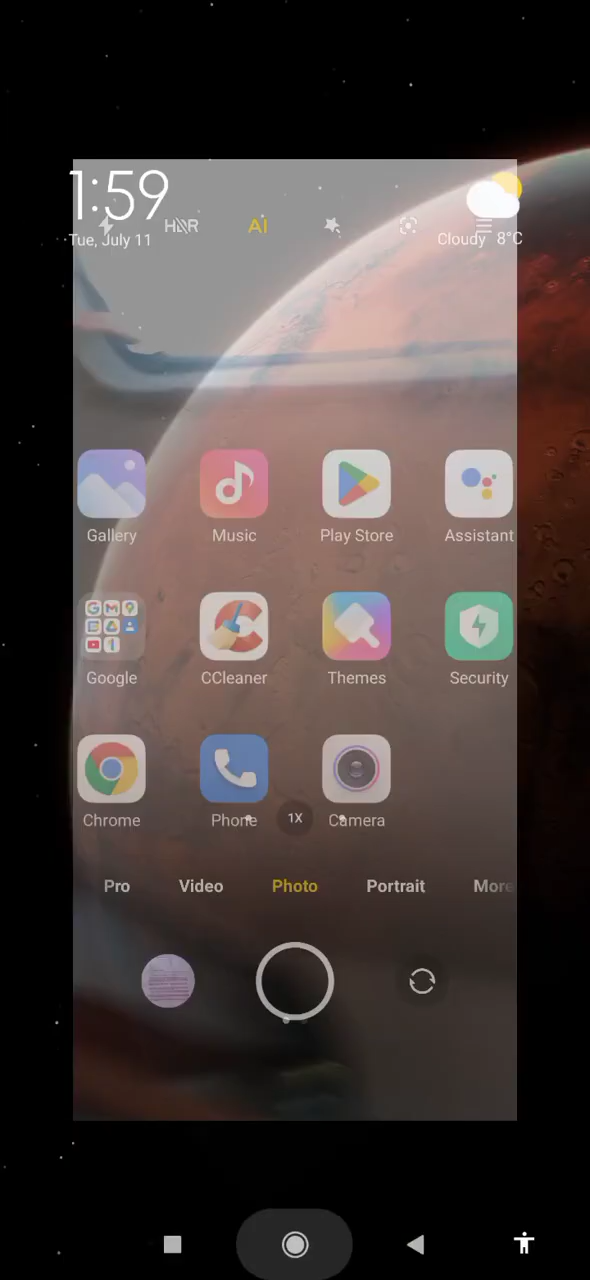 1:59
HDR AI
Tue, July 11
Cloudy 8°C
Gallery Music Play Store Assistant
Google CCleaner Themes Security
Chrome Phone Camera
1X
Pro Video Photo Portrait More